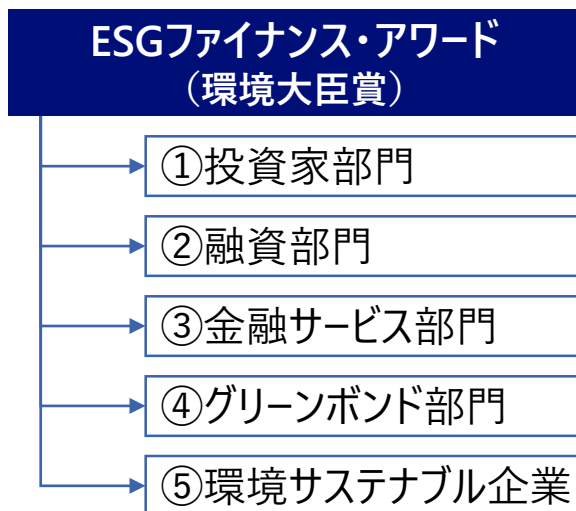 ESGファイナンス・アワード
（環境大臣賞）
①投資家部門
②融資部門
③金融サービス部門
④グリーンボンド部門
⑤環境サステナブル企業